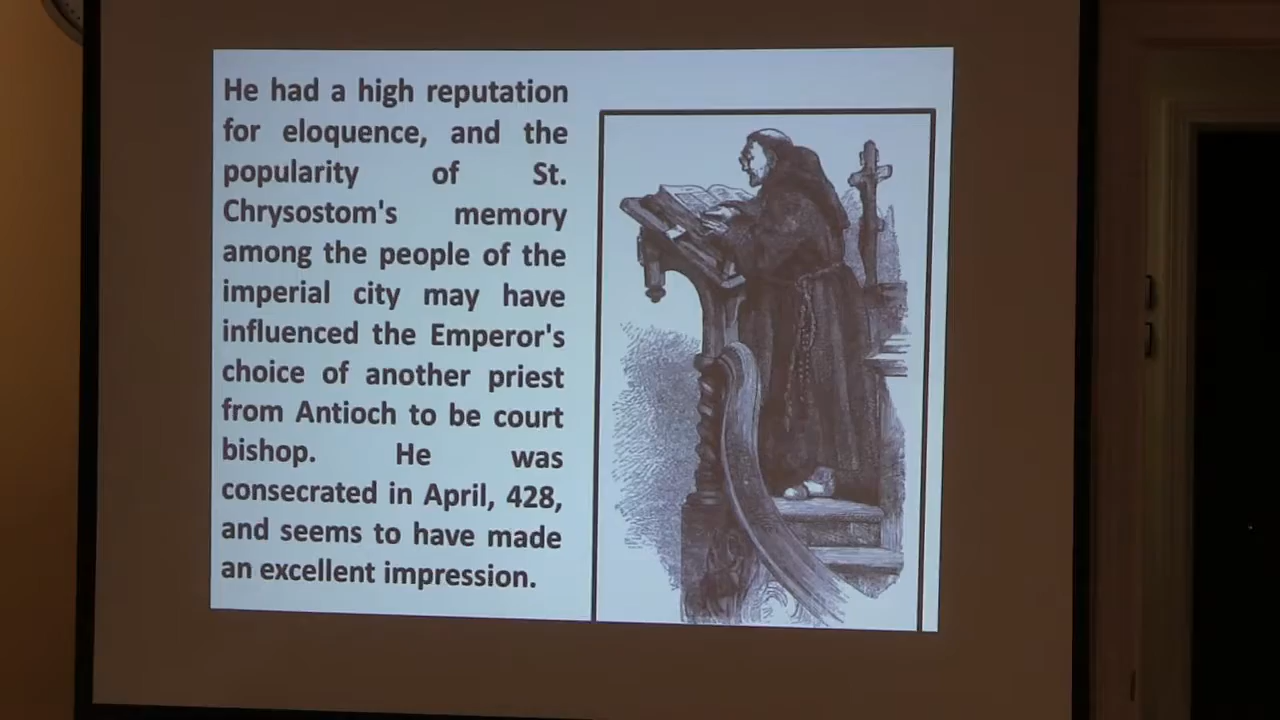 He had a high reputation
for eloquence, and the
popularity of St.
Chrysostom's memory
among the people of the
imperial city may have
influenced the Emperor's
choice of another priest
from Antioch to be court
bishop. He was
consecrated in April, 428,
and seems to have made
an excellent impression.